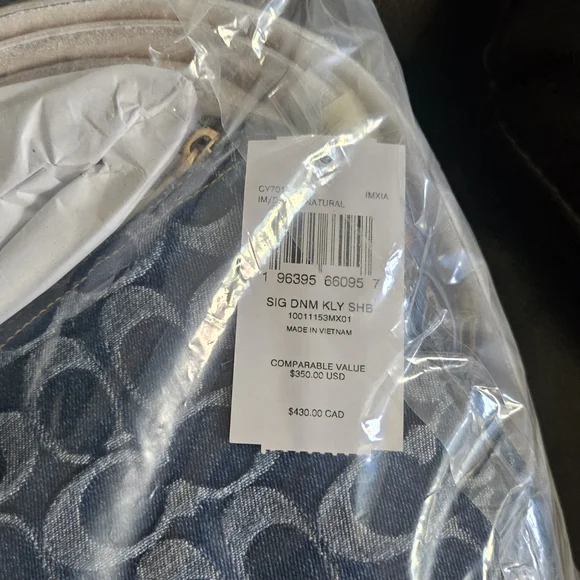 IMXIA
NATURAL
1 96395 66095 7
SIG DNM KLY SHB
10011153MX01
MADE IN VIETNAM
COMPARABLE VALUE
$350.00 USD
$430.00 CAD